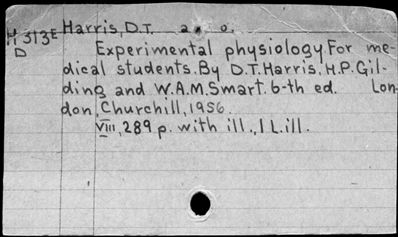 H 313E Harris, D.T. a. o.
D Experimental physiology For me-
dical students. By D.T. Harris, H.P. Gil-
ding and W.A.M. Smart. 6-th ed. Lon-
don, Churchill, 1956.
VIII, 289 p. with ill., 1 L. ill.